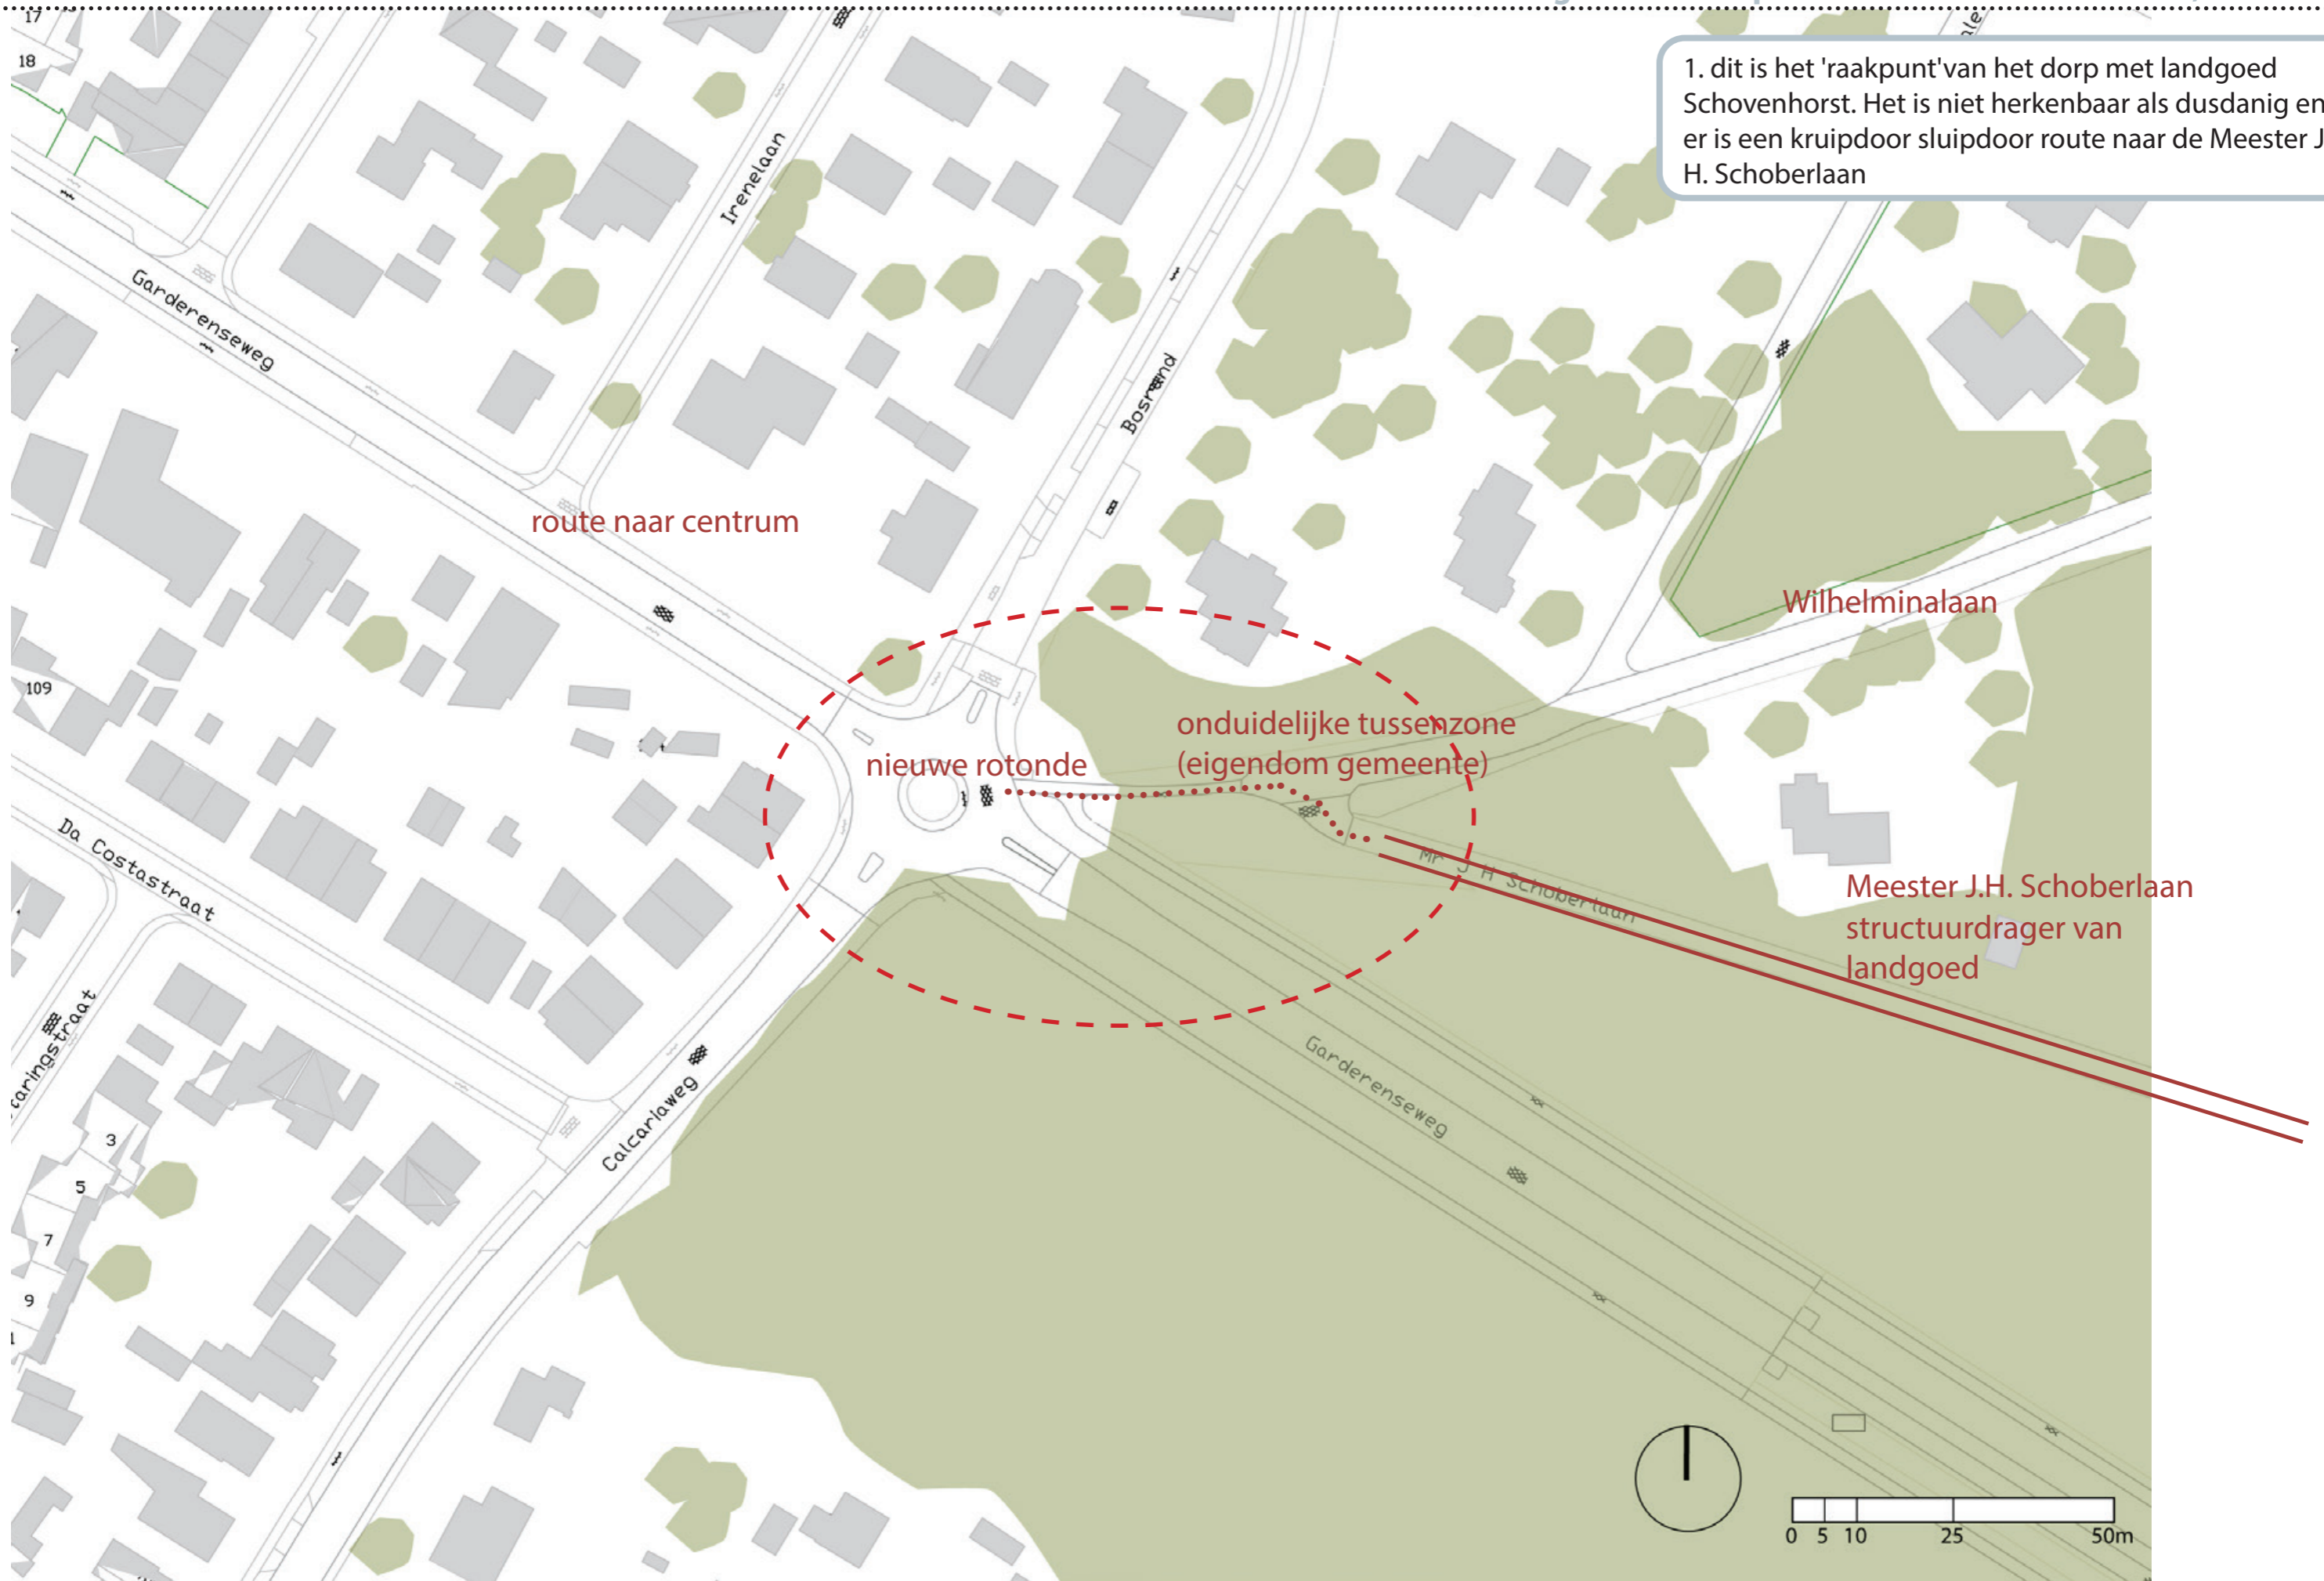 17
18
1. dit is het 'raakpunt'van het dorp met landgoed
Schovenhorst. Het is niet herkenbaar als dusdanig en
er is een kruipdoor sluipdoor route naar de Meester J
H. Schoberlaan
Irenelaan
Garderenseweg
Bosrand
route naar centrum
Wilhelminalaan
109
onduidelijke tussenzone
(eigendom gemeente)
nieuwe rotonde
Da Costastraat
Mr J H Schoberlaan
Meester J.H. Schoberlaan
structuurdrager van
landgoed
taringstraat
Calcariaweg
Garderenseweg
3
5
7
9
1
0 5 10 25 50m